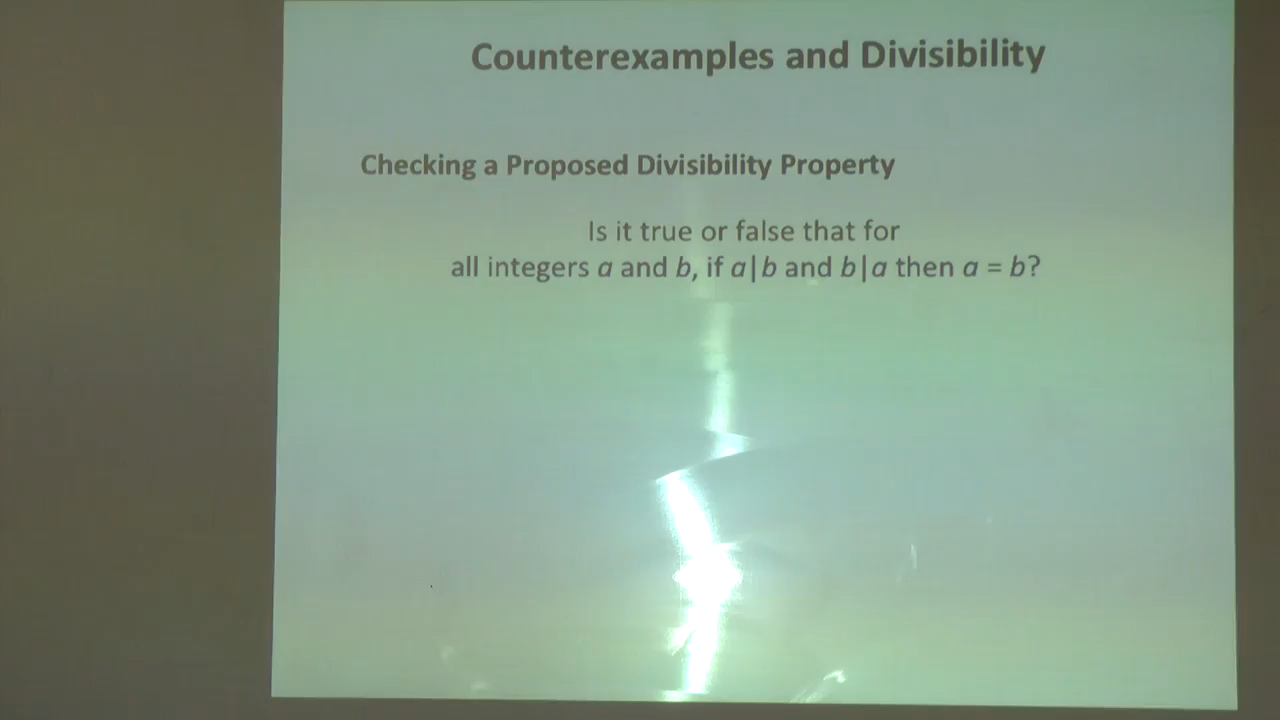 Counterexamples and Divisibility
Checking a Proposed Divisibility Property
Is it true or false that for
all integers a and b, if a|b and b|a then a = b?